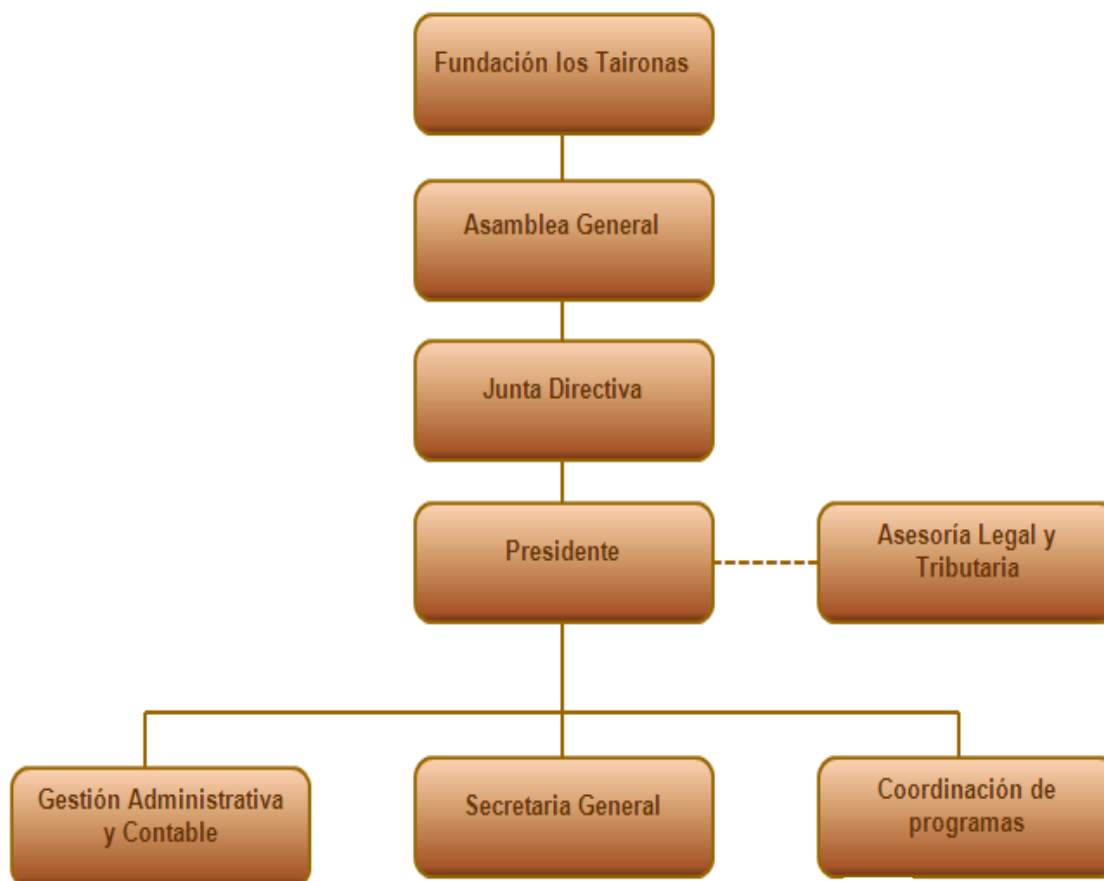 Fundación los Taironas
Asamblea General
Junta Directiva
Presidente
Asesoría Legal y
Tributaria
Gestión Administrativa
y Contable
Secretaria General
Coordinación de
programas